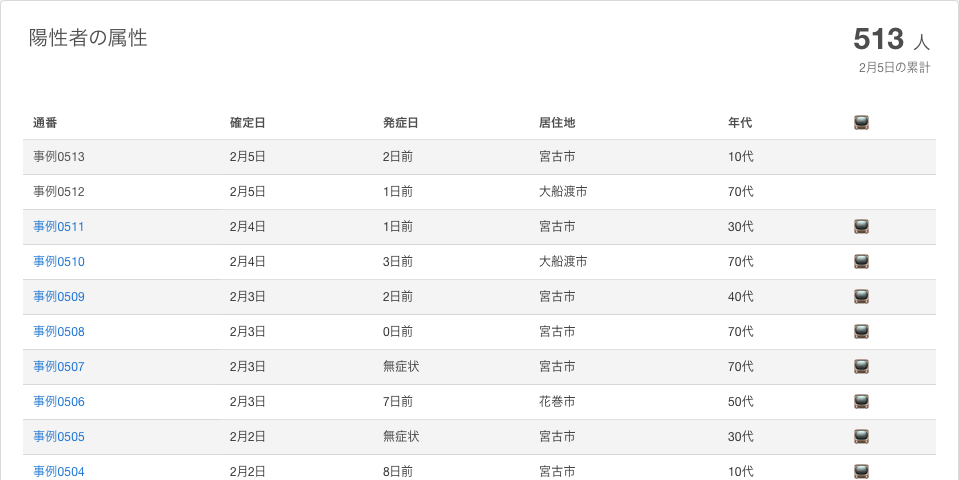 陽性者の属性
513 人
2月5日の累計
通番 確定日 発症日 居住地 年代
事例0513 2月5日 2日前 宮古市 10代
事例0512 2月5日 1日前 大船渡市 70代
事例0511 2月4日 1日前 宮古市 30代
事例0510 2月4日 3日前 大船渡市 70代
事例0509 2月3日 2日前 宮古市 40代
事例0508 2月3日 0日前 宮古市 70代
事例0507 2月3日 無症状 宮古市 70代
事例0506 2月3日 7日前 花巻市 50代
事例0505 2月2日 無症状 宮古市 30代
事例0504 2月2日 8日前 宮古市 10代